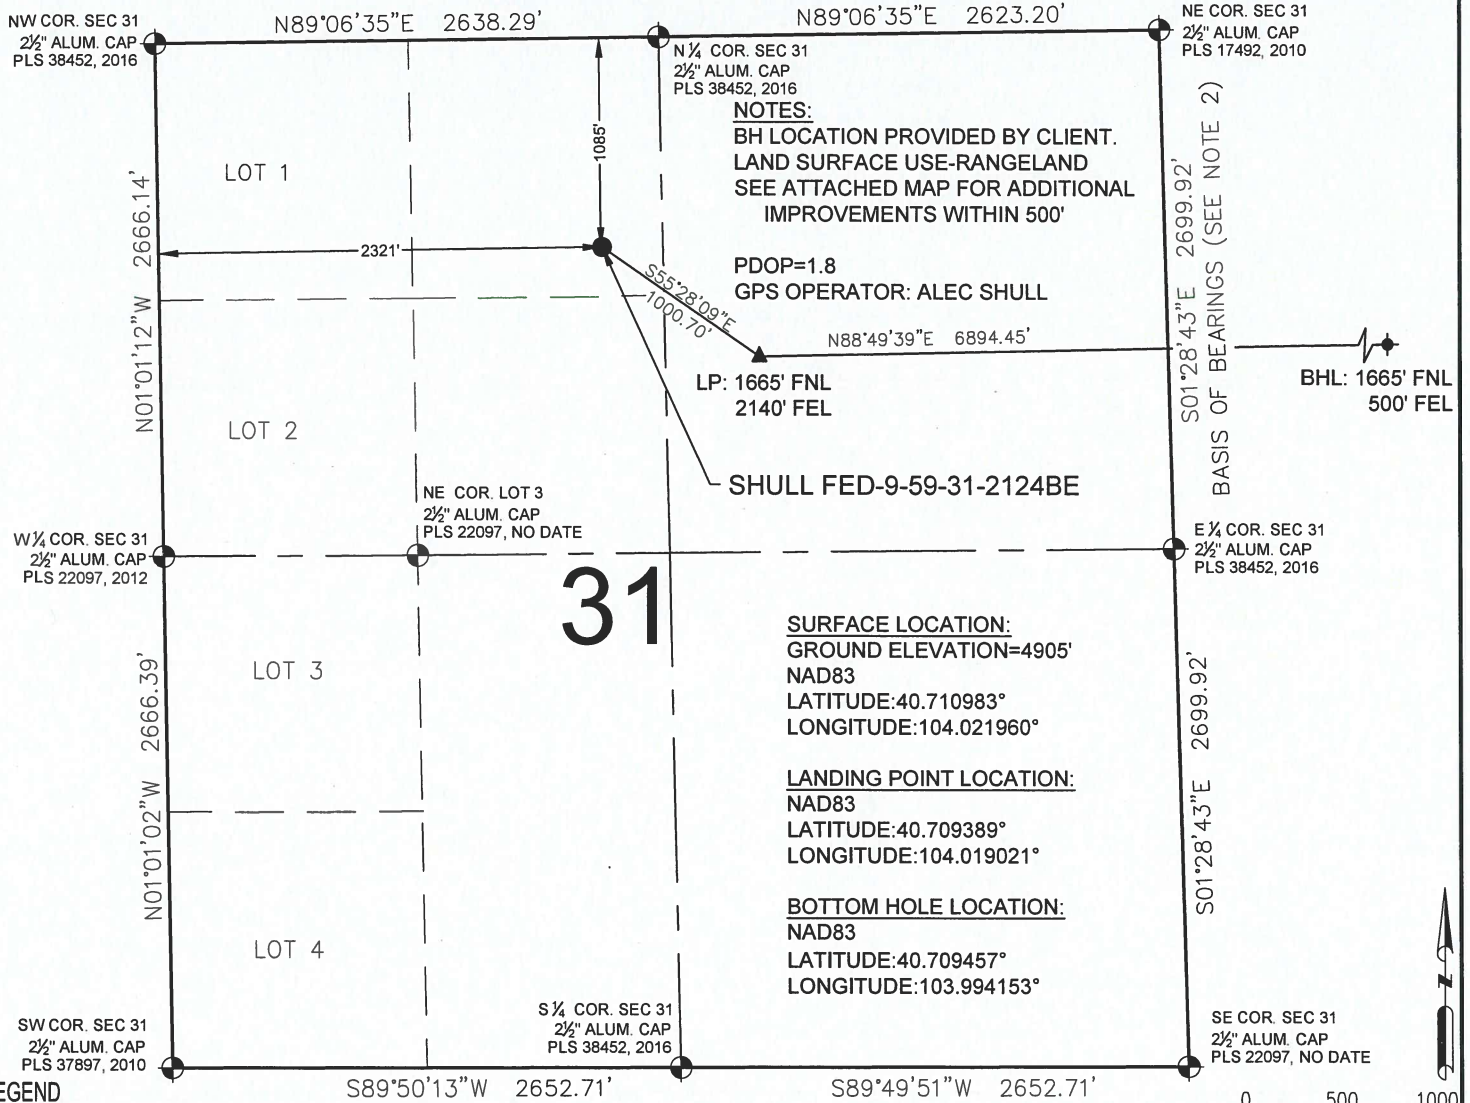 NW COR. SEC 31
2½" ALUM. CAP
PLS 38452, 2016
N89°06'35"E 2638.29'
N89°06'35"E 2623.20'
NE COR. SEC 31
2½" ALUM. CAP
PLS 17492, 2010
N ¼ COR. SEC 31
2½" ALUM. CAP
PLS 38452, 2016
NOTES:
BH LOCATION PROVIDED BY CLIENT.
LAND SURFACE USE-RANGELAND
SEE ATTACHED MAP FOR ADDITIONAL
IMPROVEMENTS WITHIN 500'
PDOP=1.8
GPS OPERATOR: ALEC SHULL
1085'
LOT 1
2321'
N01°01'12"W 2666.14'
S55°28'09"E
1000.70'
N88°49'39"E 6894.45'
LP: 1665' FNL
2140' FEL
BHL: 1665' FNL
500' FEL
S01°28'43"E 2699.92'
BASIS OF BEARINGS (SEE NOTE 2)
LOT 2
SHULL FED-9-59-31-2124BE
NE COR. LOT 3
2½" ALUM. CAP
PLS 22097, NO DATE
W ¼ COR. SEC 31
2½" ALUM. CAP
PLS 22097, 2012
E ¼ COR. SEC 31
2½" ALUM. CAP
PLS 38452, 2016
31
SURFACE LOCATION:
GROUND ELEVATION=4905'
NAD83
LATITUDE:40.710983°
LONGITUDE:104.021960°
LOT 3
N01°01'02"W 2666.39'
S01°28'43"E 2699.92'
LANDING POINT LOCATION:
NAD83
LATITUDE:40.709389°
LONGITUDE:104.019021°
BOTTOM HOLE LOCATION:
NAD83
LATITUDE:40.709457°
LONGITUDE:103.994153°
LOT 4
N
SW COR. SEC 31
2½" ALUM. CAP
PLS 37897, 2010
S ¼ COR. SEC 31
2½" ALUM. CAP
PLS 38452, 2016
SE COR. SEC 31
2½" ALUM. CAP
PLS 22097, NO DATE
S89°50'13"W 2652.71'
S89°49'51"W 2652.71'
EGEND
0 500 1000